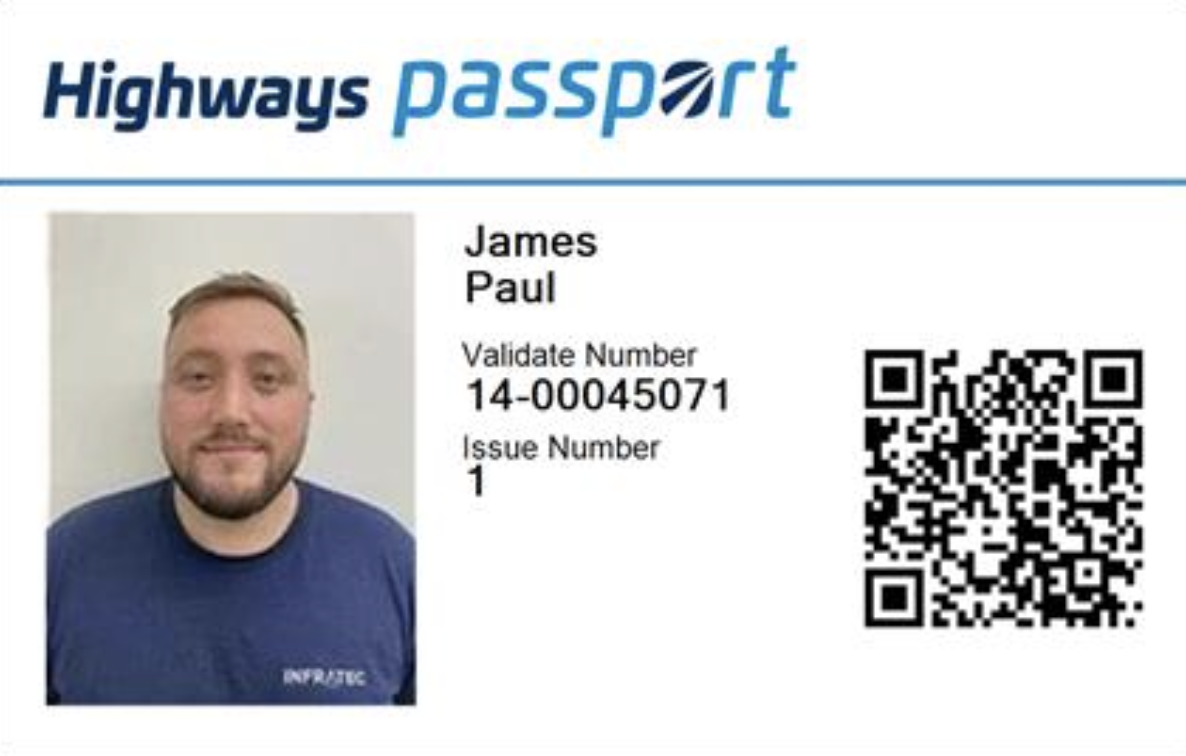 Highways passport
James
Paul
Validate Number
14-00045071
Issue Number
1
INFRATEC